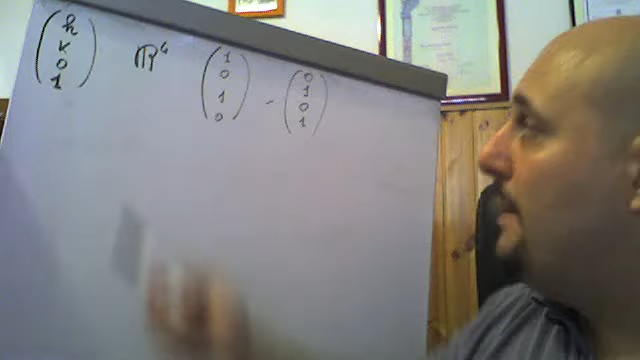 h ℝ⁴ 1 0
k 0 1
0 1 - 0
1 0 1